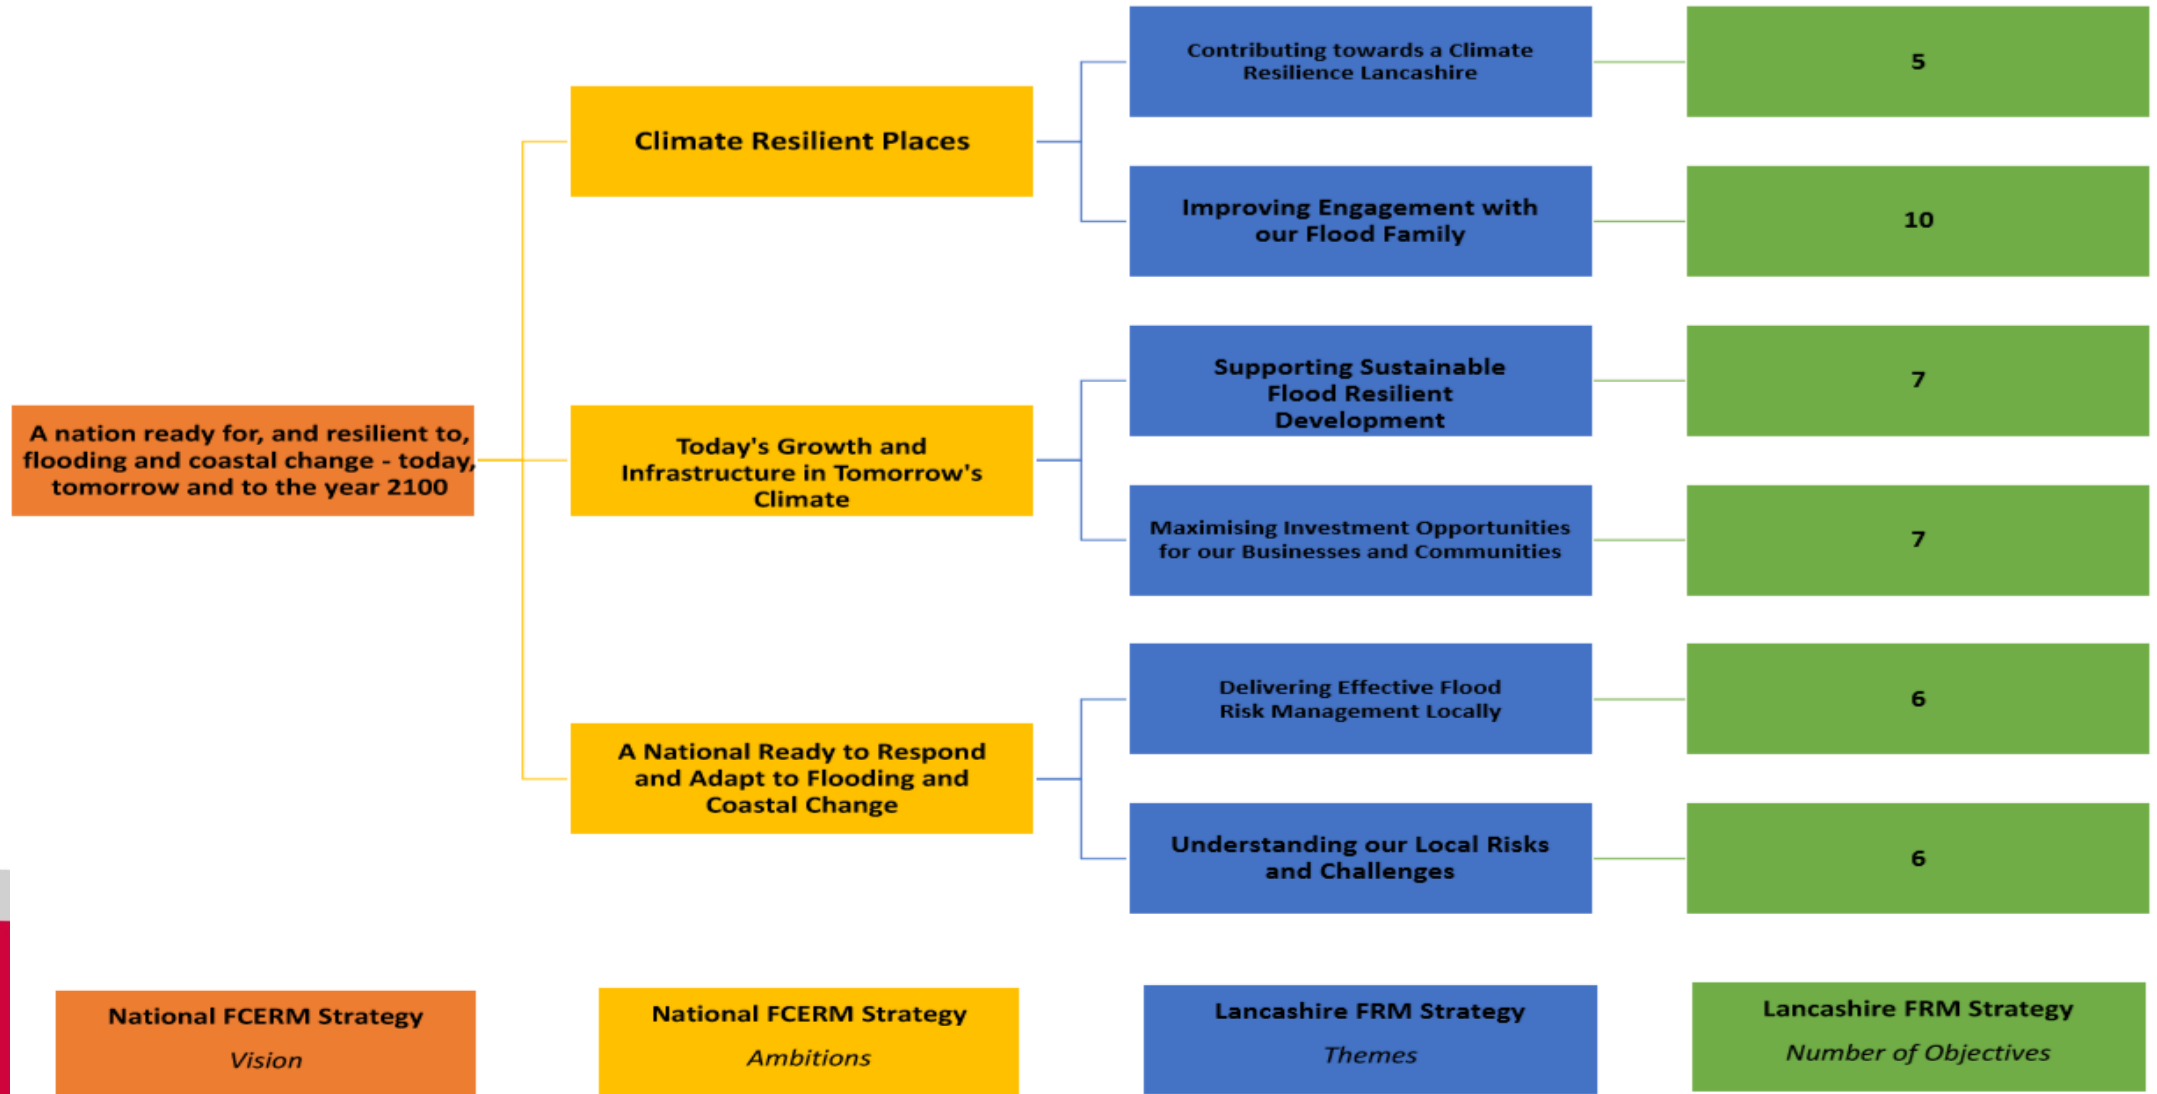 Contributing towards a Climate
Resilience Lancashire
5
Climate Resilient Places
Improving Engagement with
our Flood Family
10
Supporting Sustainable
Flood Resilient
Development
7
A nation ready for, and resilient to,
flooding and coastal change - today,
tomorrow and to the year 2100
Today's Growth and
Infrastructure in Tomorrow's
Climate
Maximising Investment Opportunities
for our Businesses and Communities
7
Delivering Effective Flood
Risk Management Locally
6
A National Ready to Respond
and Adapt to Flooding and
Coastal Change
Understanding our Local Risks
and Challenges
6
National FCERM Strategy
Vision
National FCERM Strategy
Ambitions
Lancashire FRM Strategy
Themes
Lancashire FRM Strategy
Number of Objectives